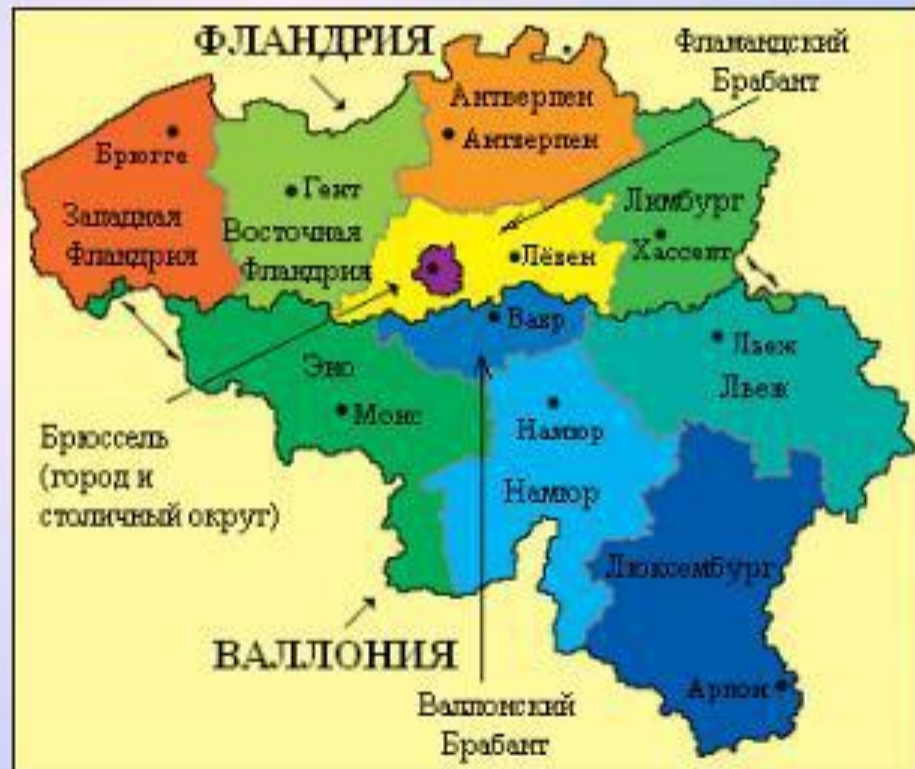 ФЛАНДРИЯ
Фламандский
Брабант
Антверпен
Антверпен
Брюгге
Гент
Лимбург
Западная
Фландрия
Восточная
Фландрия
Лёвен
Хасселт
Вавр
Льеж
Льеж
Эно
Монс
Намюр
Намюр
Брюссель
(город и
столичный округ)
Люксембург
ВАЛЛОНИЯ
Арлон
Валлонский
Брабант